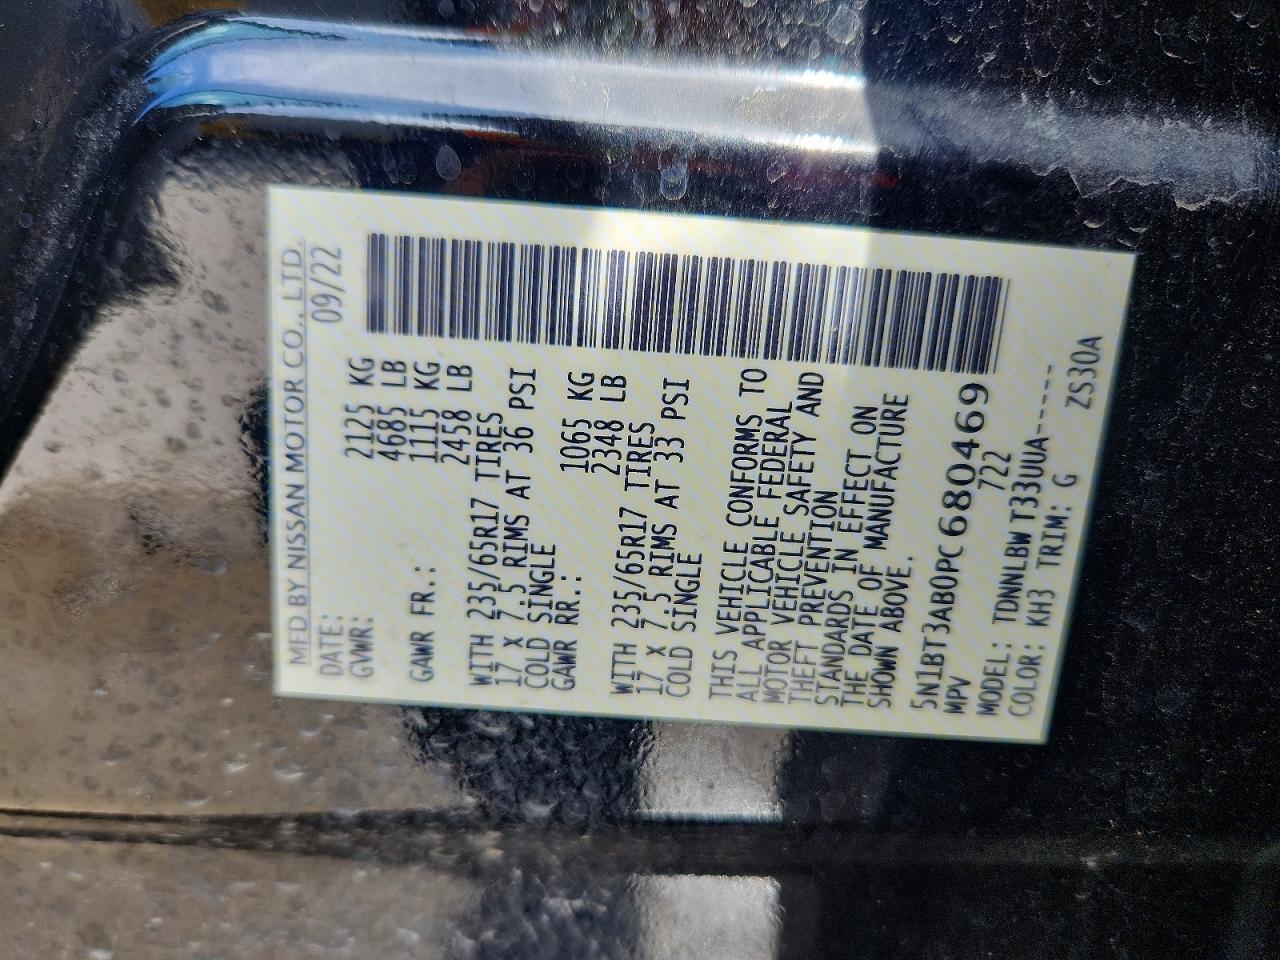 MFD BY NISSAN MOTOR CO., LTD.
DATE: 09/22
GVWR: 2125 KG
4685 LB
GAWR FR.: 1115 KG
2458 LB
WITH 235/65R17 TIRES
17 X 7.5 RIMS AT 36 PSI
COLD SINGLE
GAWR RR.: 1065 KG
2348 LB
WITH 235/65R17 TIRES
17 X 7.5 RIMS AT 33 PSI
COLD SINGLE
THIS VEHICLE CONFORMS TO
ALL APPLICABLE FEDERAL
MOTOR VEHICLE SAFETY AND
THEFT PREVENTION
STANDARDS IN EFFECT ON
THE DATE OF MANUFACTURE
SHOWN ABOVE.
5N1BT3AB0PC680469
MPV 722
MODEL: TDNNLBW T33UUA-----
COLOR: KH3 TRIM: G ZS30A